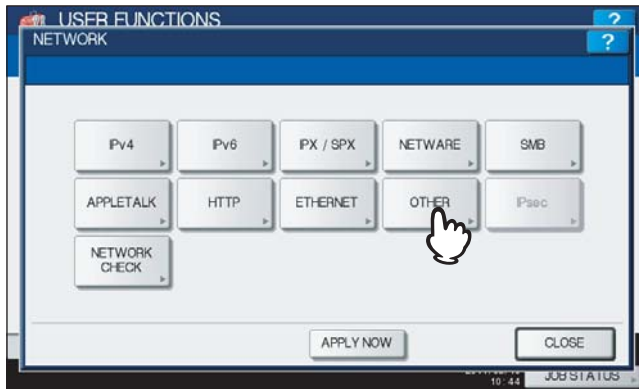 USER FUNCTIONS
?
NETWORK
?
IPv4
IPv6
IPX / SPX
NETWARE
SMB
APPLETALK
HTTP
ETHERNET
OTHER
IPsec
NETWORK
CHECK
APPLY NOW
CLOSE
10:44
JOB STATUS